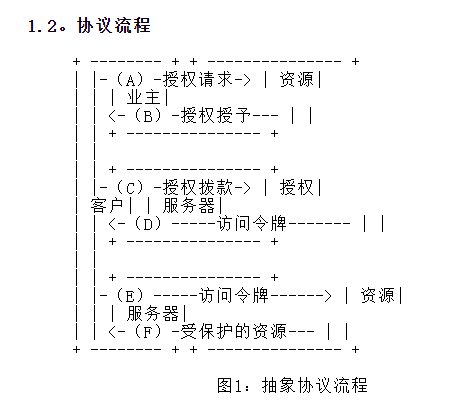 1.2。协议流程
+ -------- + + --------------- +
| |-（A）-授权请求-> | 资源|
| | | 业主|
| | <-（B）-授权授予--- | |
| | + --------------- +
| |
| | + --------------- +
| |-（C）-授权拨款-> | 授权|
| 客户| | 服务器|
| | <-（D）-----访问令牌------- | |
| | + --------------- +
| |
| | + --------------- +
| |-（E）-----访问令牌------> | 资源|
| | | 服务器|
| | <-（F）-受保护的资源--- | |
+ -------- + + --------------- +
图1：抽象协议流程